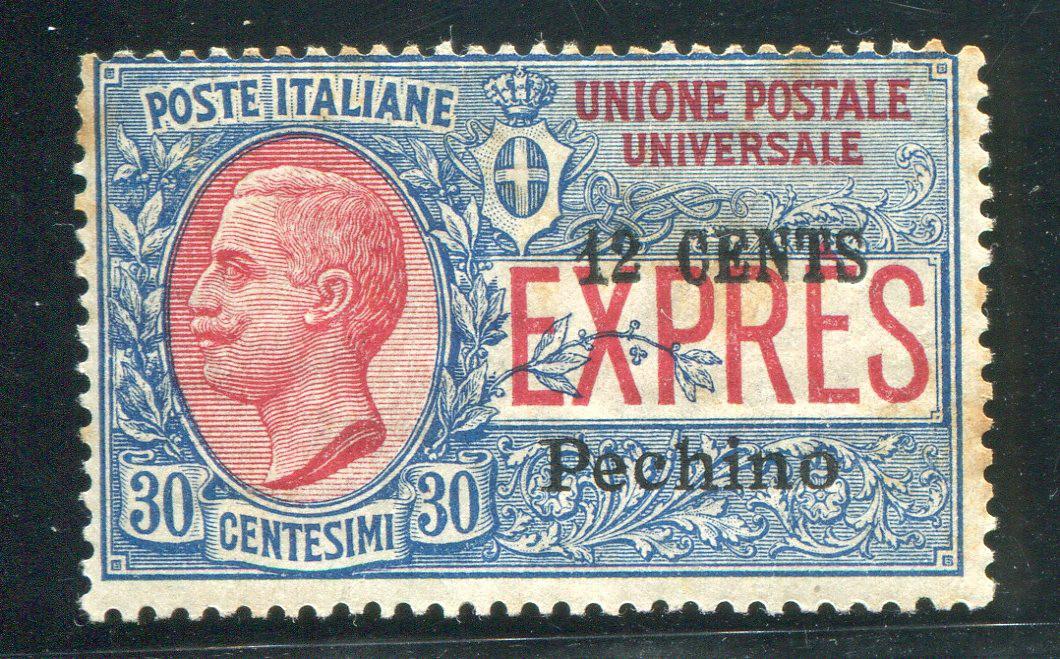 POSTE ITALIANE
UNIONE POSTALE
UNIVERSALE
12 CENTS
EXPRES
Pechino
30 CENTESIMI 30